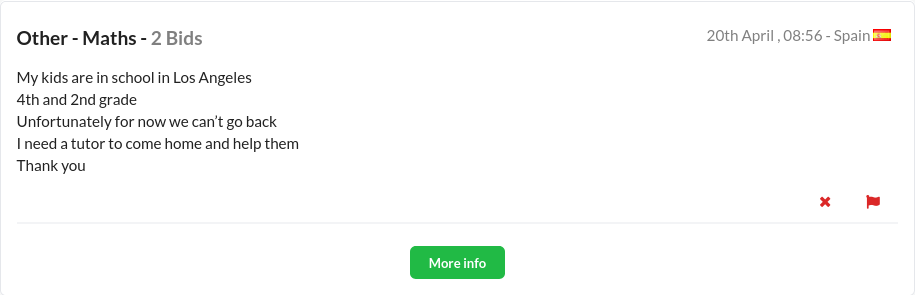 Other - Maths - 2 Bids
20th April , 08:56 - Spain
My kids are in school in Los Angeles
4th and 2nd grade
Unfortunately for now we can’t go back
I need a tutor to come home and help them
Thank you
More info